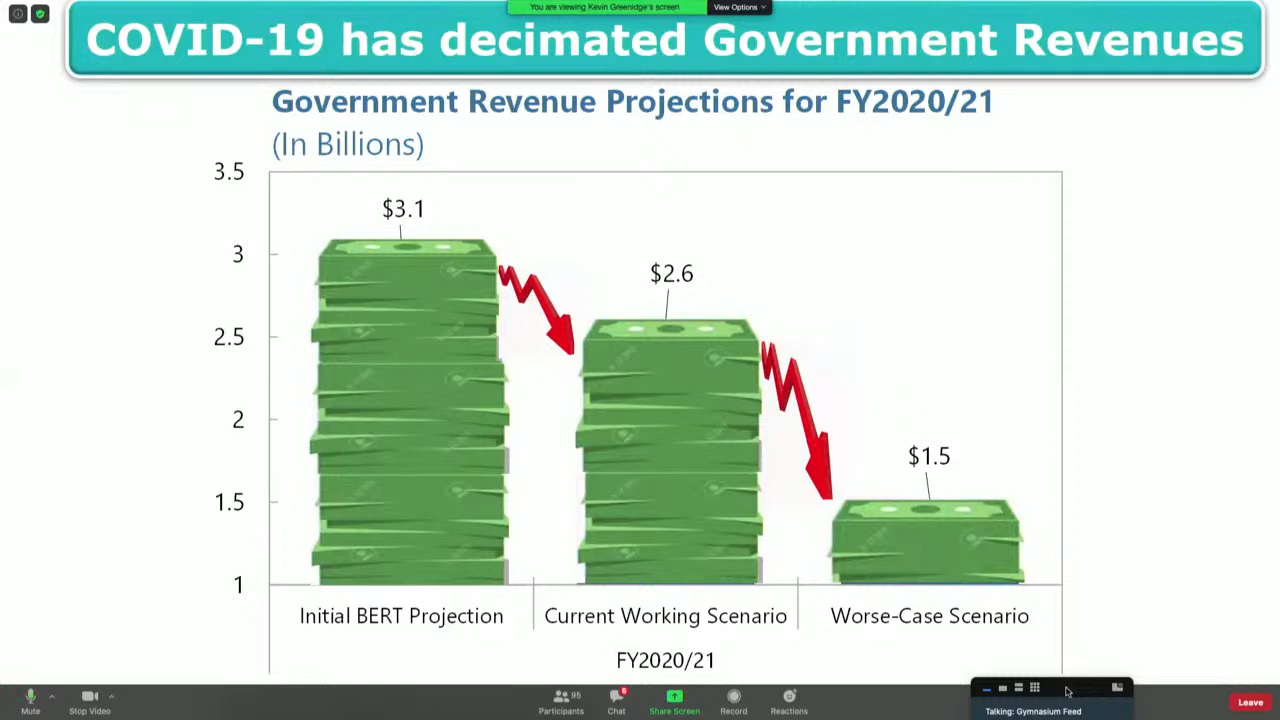 You are viewing Kevin Greenidge's screen
View Options
COVID-19 has decimated Government Revenues
Government Revenue Projections for FY2020/21
(In Billions)
3.5
3
2.5
2
1.5
1
$3.1
$2.6
$1.5
Initial BERT Projection
Current Working Scenario
Worse-Case Scenario
FY2020/21
Mute
Stop Video
95
Participants
6
Chat
Share Screen
Record
Reactions
Talking: Gymnasium Feed
Leave